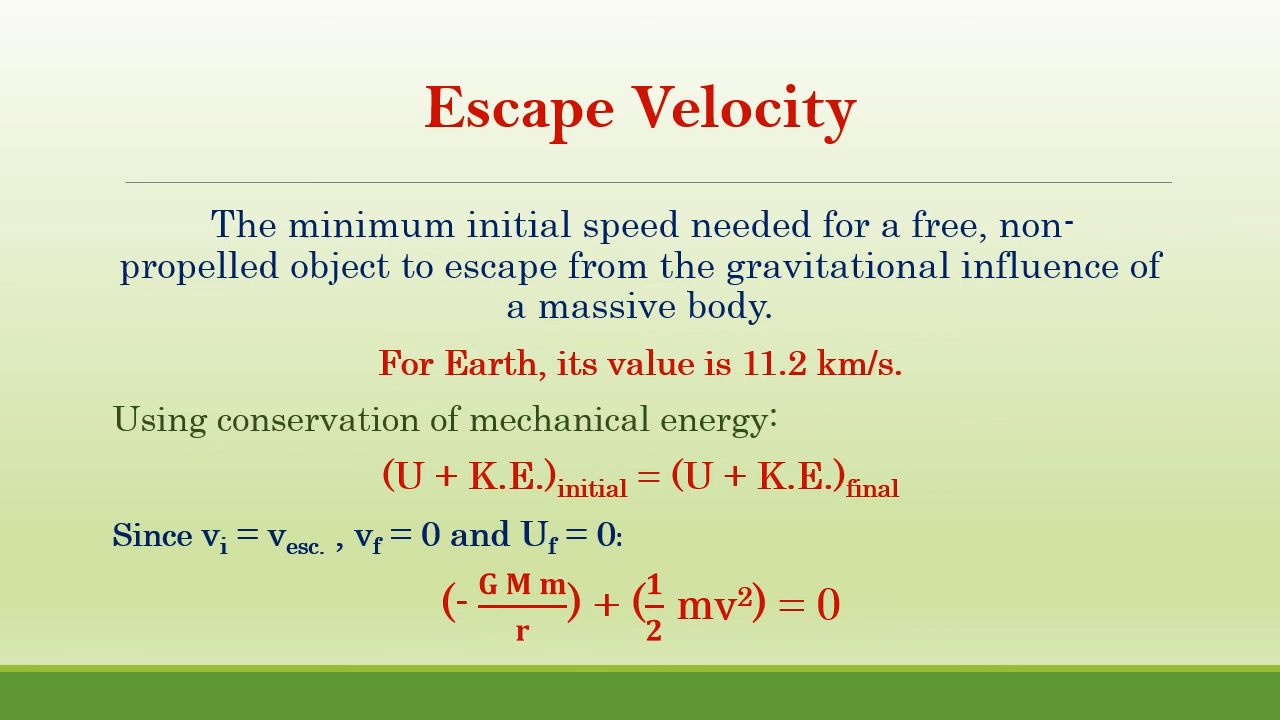 Escape Velocity
The minimum initial speed needed for a free, non-
propelled object to escape from the gravitational influence of
a massive body.
For Earth, its value is 11.2 km/s.
Using conservation of mechanical energy:
(U + K.E.)initial = (U + K.E.)final
Since vi = vesc. , vf = 0 and Uf = 0:
(- G M m/r) + (1/2 mv²) = 0